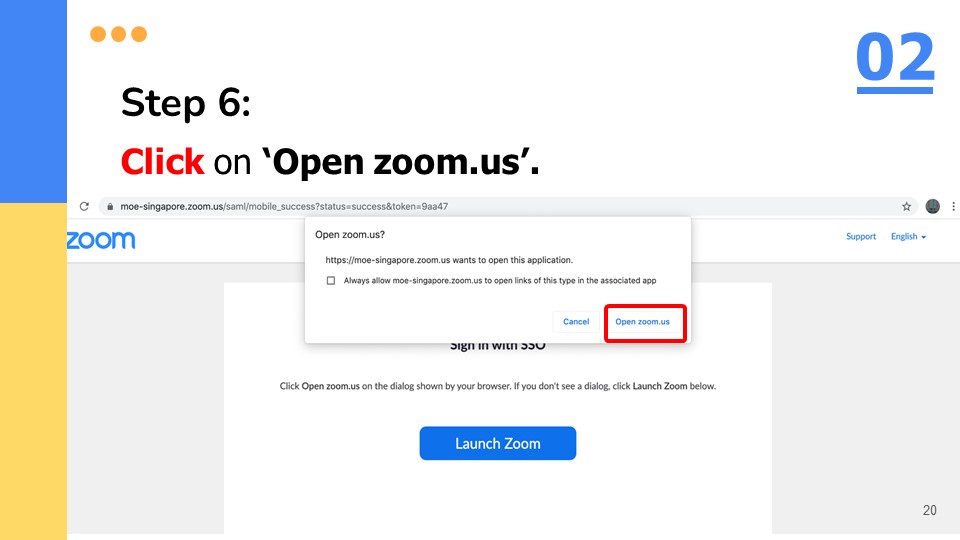 02
Step 6:
Click on ‘Open zoom.us’.
moe-singapore.zoom.us/saml/mobile_success?status=success&token=9aa47
zoom
Support English
Open zoom.us?
https://moe-singapore.zoom.us wants to open this application.
Always allow moe-singapore.zoom.us to open links of this type in the associated app
Cancel Open zoom.us
Sign in with SSO
Click Open zoom.us on the dialog shown by your browser. If you don't see a dialog, click Launch Zoom below.
Launch Zoom
20